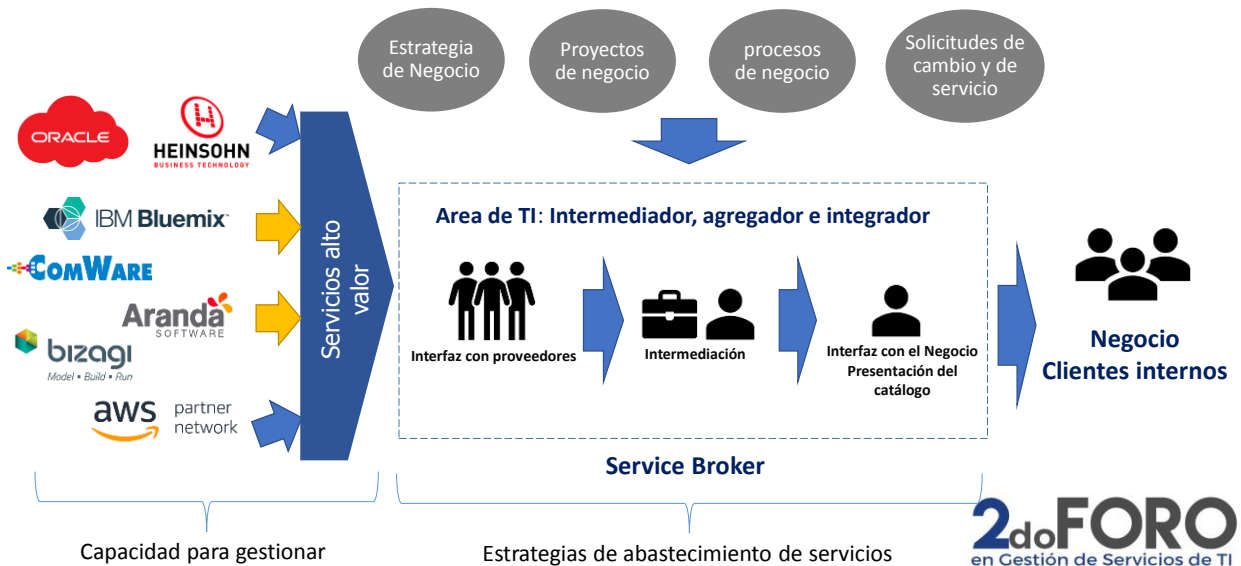 Estrategia
de Negocio
Proyectos
de negocio
procesos
de negocio
Solicitudes de
cambio y de
servicio
ORACLE
HEINSOHN
BUSINESS TECHNOLOGY
IBM Bluemix™
COMWARE
Aranda
SOFTWARE
bizagi
Model • Build • Run
aws partner
network
Servicios alto
valor
Area de TI: Intermediador, agregador e integrador
Interfaz con proveedores
Intermediación
Interfaz con el Negocio
Presentación del
catálogo
Negocio
Clientes internos
Service Broker
Capacidad para gestionar
Estrategias de abastecimiento de servicios
2doFORO
en Gestión de Servicios de TI